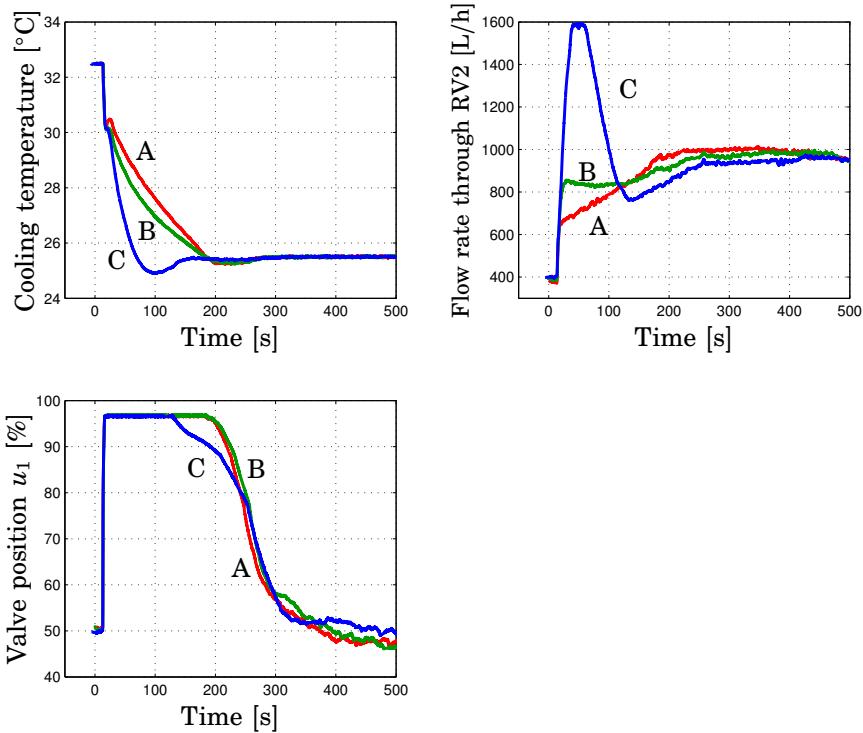 Cooling temperature [°C]
34
32
30
28
26
24
0 100 200 300 400 500
Time [s]
A
B
C
Flow rate through RV2 [L/h]
1600
1400
1200
1000
800
600
400
0 100 200 300 400 500
Time [s]
C
B
A
Valve position u₁ [%]
100
90
80
70
60
50
40
0 100 200 300 400 500
Time [s]
C
B
A